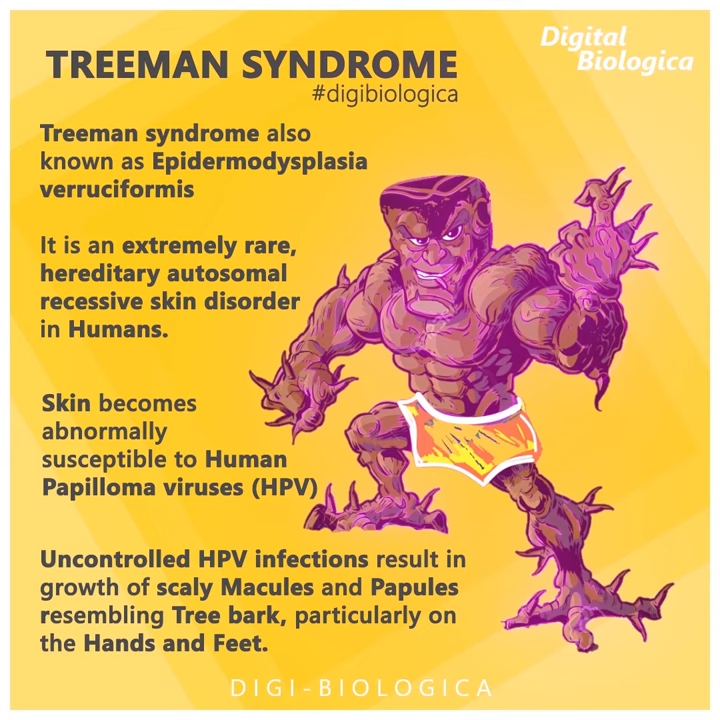 Digital
Biologica
TREEMAN SYNDROME
#digibiologica
Treeman syndrome also
known as Epidermodysplasia
verruciformis
It is an extremely rare,
hereditary autosomal
recessive skin disorder
in Humans.
Skin becomes
abnormally
susceptible to Human
Papilloma viruses (HPV)
Uncontrolled HPV infections result in
growth of scaly Macules and Papules
resembling Tree bark, particularly on
the Hands and Feet.
DIGI-BIOLOGICA